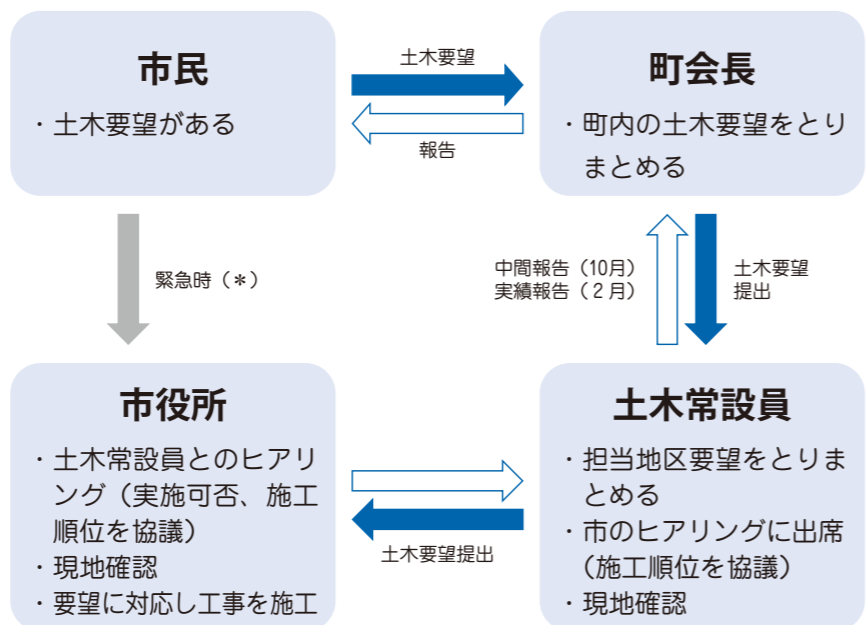 市民
・土木要望がある
土木要望
報告
町会長
・町内の土木要望をとり
まとめる
緊急時（＊）
中間報告（10月）
実績報告（２月）
土木要望
提出
市役所
・土木常設員とのヒアリ
ング（実施可否、施工
順位を協議）
・現地確認
・要望に対応し工事を施工
土木要望提出
土木常設員
・担当地区要望をとりま
とめる
・市のヒアリングに出席
（施工順位を協議）
・現地確認